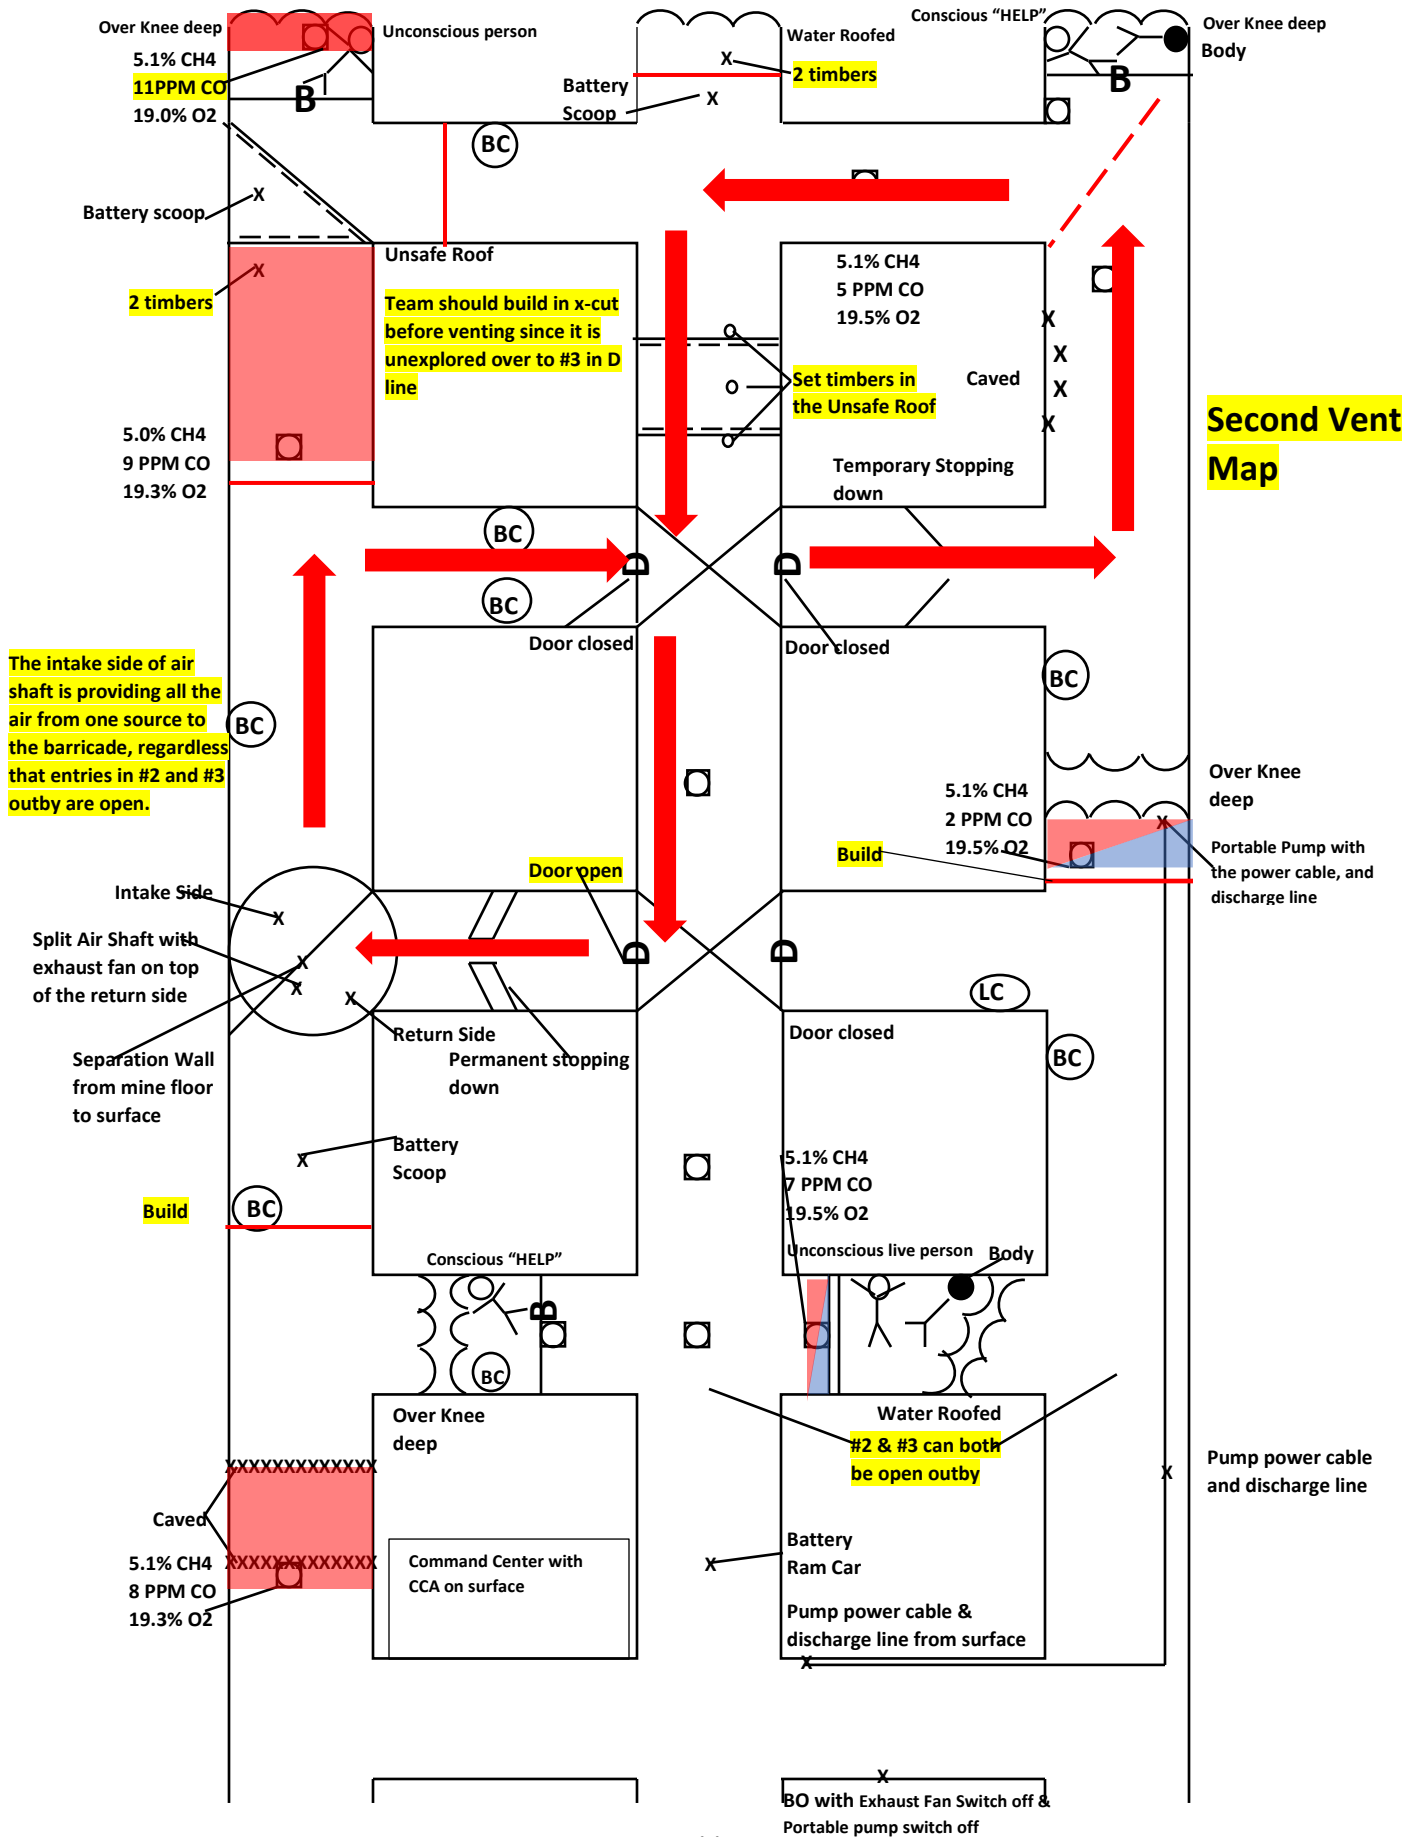 Over Knee deep
Unconscious person
5.1% CH4
11PPM CO
19.0% O2
B
BC
Battery
Scoop
X
X
Water Roofed
2 timbers
Conscious “HELP”
B
Over Knee deep
Body
Battery scoop
X
2 timbers
X
Unsafe Roof
Team should build in x-cut
before venting since it is
unexplored over to #3 in D
line
5.1% CH4
5 PPM CO
19.5% O2
Set timbers in
the Unsafe Roof
Caved
X
X
X
X
Second Vent
Map
5.0% CH4
9 PPM CO
19.3% O2
Temporary Stopping
down
BC
D
D
BC
Door closed
Door closed
The intake side of air
shaft is providing all the
air from one source to
the barricade, regardless
that entries in #2 and #3
outby are open.
BC
BC
Over Knee
deep
5.1% CH4
2 PPM CO
19.5% O2
X
Build
Portable Pump with
the power cable, and
discharge line
Door open
Intake Side
X
Split Air Shaft with
exhaust fan on top
of the return side
X
X
X
D
D
LC
Return Side
Separation Wall
from mine floor
to surface
Permanent stopping
down
Door closed
BC
Battery
Scoop
X
Build
BC
5.1% CH4
7 PPM CO
19.5% O2
Conscious “HELP”
Unconscious live person
Body
B
BC
Over Knee
deep
Water Roofed
#2 & #3 can both
be open outby
XXXXXXXXXXXXX
Caved
XXXXXXXXXXXXX
5.1% CH4
8 PPM CO
19.3% O2
Command Center with
CCA on surface
X
Battery
Ram Car
X
Pump power cable
and discharge line
Pump power cable &
discharge line from surface
X
X
BO with Exhaust Fan Switch off &
Portable pump switch off